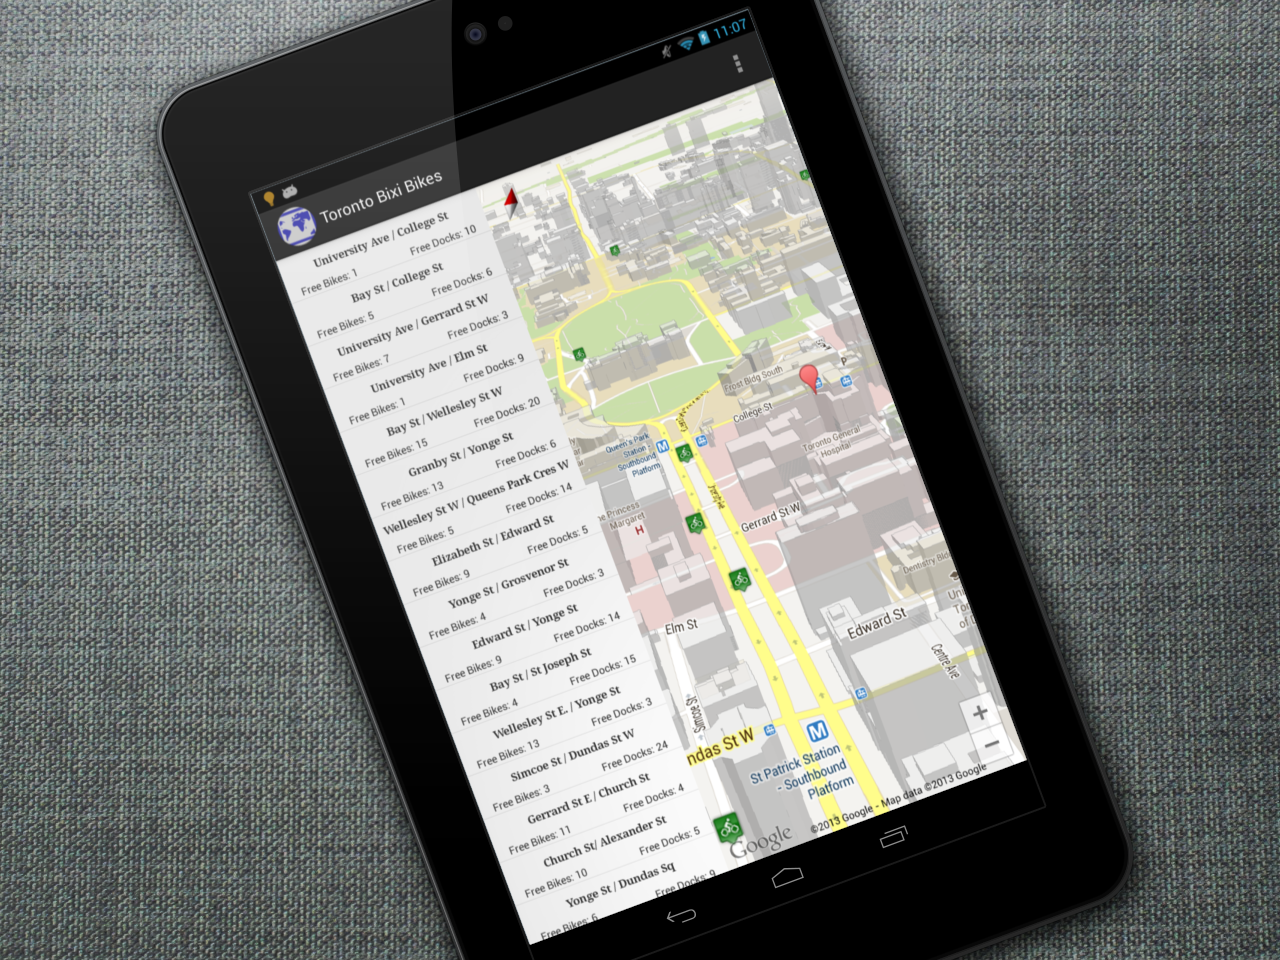 11:07
Toronto Bixi Bikes
University Ave / College St
Free Bikes: 1 Free Docks: 10
Bay St / College St
Free Bikes: 5 Free Docks: 6
University Ave / Gerrard St W
Free Bikes: 7 Free Docks: 3
University Ave / Elm St
Free Bikes: 1 Free Docks: 9
Bay St / Wellesley St W
Free Bikes: 15 Free Docks: 20
Granby St / Yonge St
Free Bikes: 13 Free Docks: 6
Wellesley St W / Queens Park Cres W
Free Bikes: 5 Free Docks: 14
Elizabeth St / Edward St
Free Bikes: 9 Free Docks: 5
Yonge St / Grosvenor St
Free Bikes: 4 Free Docks: 3
Edward St / Yonge St
Free Bikes: 9 Free Docks: 14
Bay St / St Joseph St
Free Bikes: 4 Free Docks: 15
Wellesley St E. / Yonge St
Free Bikes: 13 Free Docks: 3
Simcoe St / Dundas St W
Free Bikes: 3 Free Docks: 24
Gerrard St E / Church St
Free Bikes: 11 Free Docks: 4
Church St/ Alexander St
Free Bikes: 10 Free Docks: 5
Yonge St / Dundas Sq
Free Bikes: 6 Free Docks: 9
Frost Bldg South
P
College St
Toronto General
Hospital
Queen's Park
Station -
Southbound
Platform
M
Princess
Margaret
H
Gerrard St W
Dentistry Bld
Elm St
Edward St
Centre Ave
Simcoe St
ndas St W
M
St Patrick Station
- Southbound
Platform
+
−
Google
©2013 Google - Map data ©2013 Google